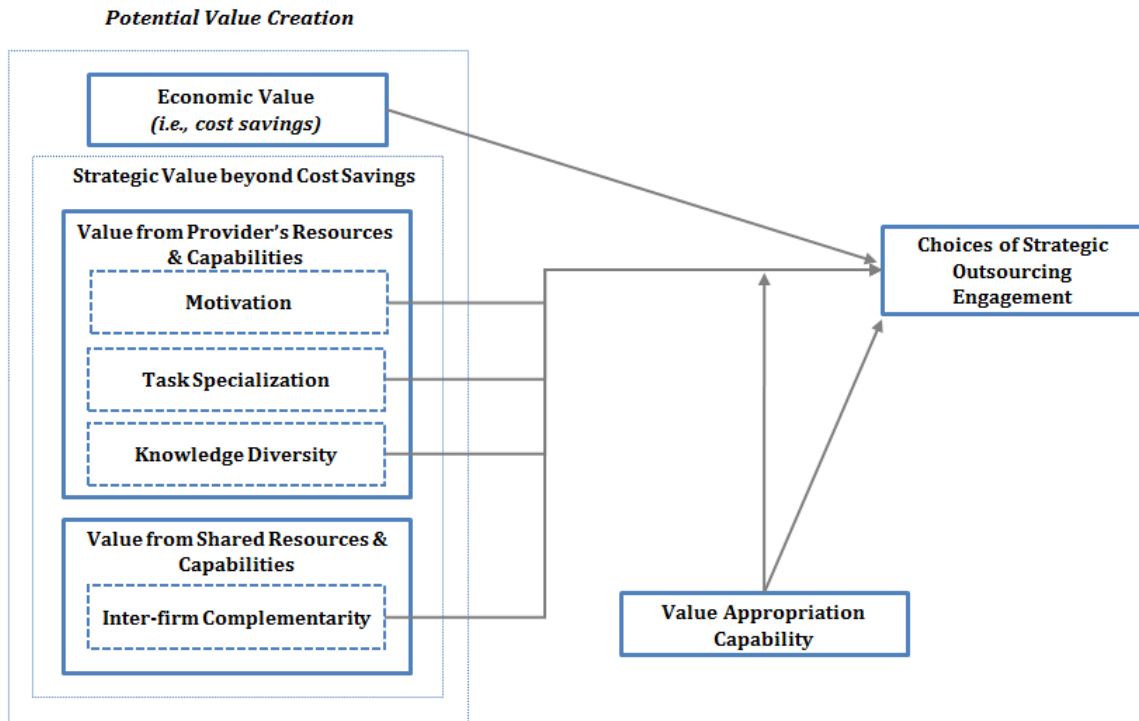 Potential Value Creation
Economic Value
(i.e., cost savings)
Strategic Value beyond Cost Savings
Value from Provider's Resources
& Capabilities
Motivation
Task Specialization
Knowledge Diversity
Value from Shared Resources &
Capabilities
Inter-firm Complementarity
Choices of Strategic
Outsourcing
Engagement
Value Appropriation
Capability